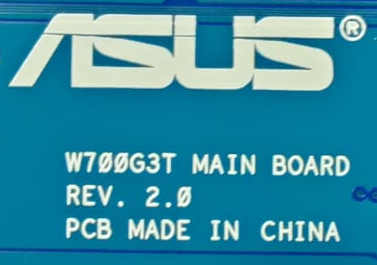 ASUS®
W700G3T MAIN BOARD
REV. 2.0
PCB MADE IN CHINA